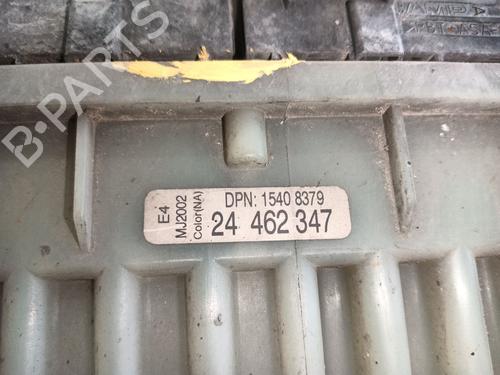 B-PARTS
E4
MJ2002
Color(NA)
DPN: 1540 8379
24 462 347